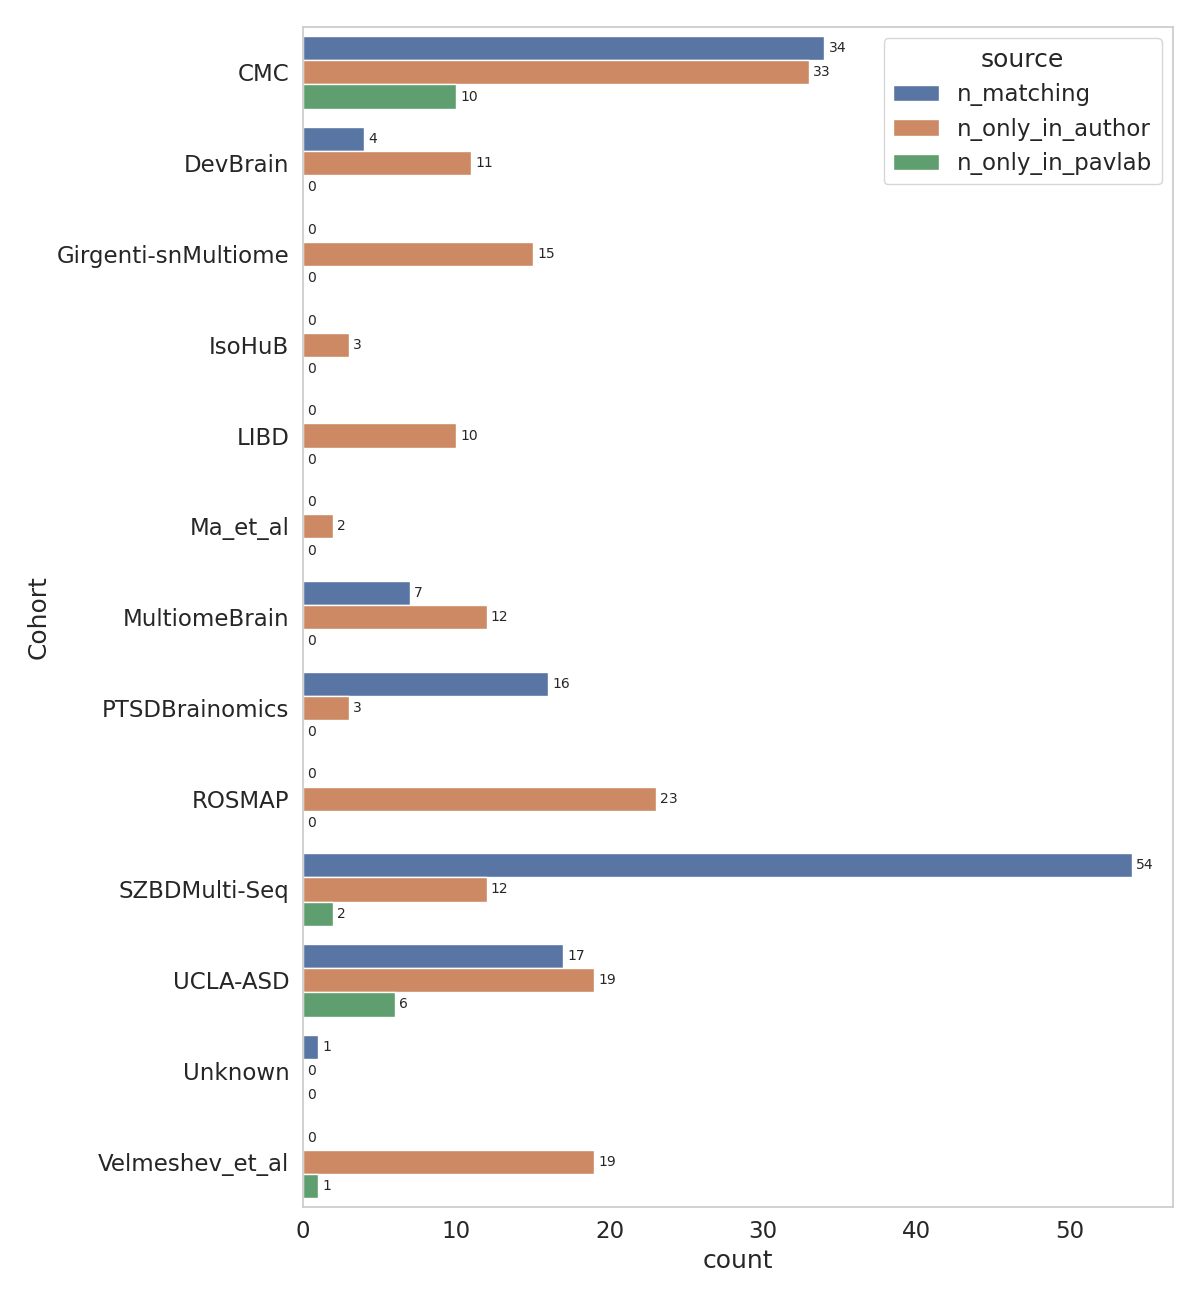 source
n_matching
n_only_in_author
n_only_in_pavlab
Cohort
CMC
34
33
10
DevBrain
4
11
0
Girgenti-snMultiome
0
15
0
IsoHuB
0
3
0
LIBD
0
10
0
Ma_et_al
0
2
0
MultiomeBrain
7
12
0
PTSDBrainomics
16
3
0
ROSMAP
0
23
0
SZBDMulti-Seq
54
12
2
UCLA-ASD
17
19
6
Unknown
1
0
0
Velmeshev_et_al
0
19
1
0 10 20 30 40 50
count